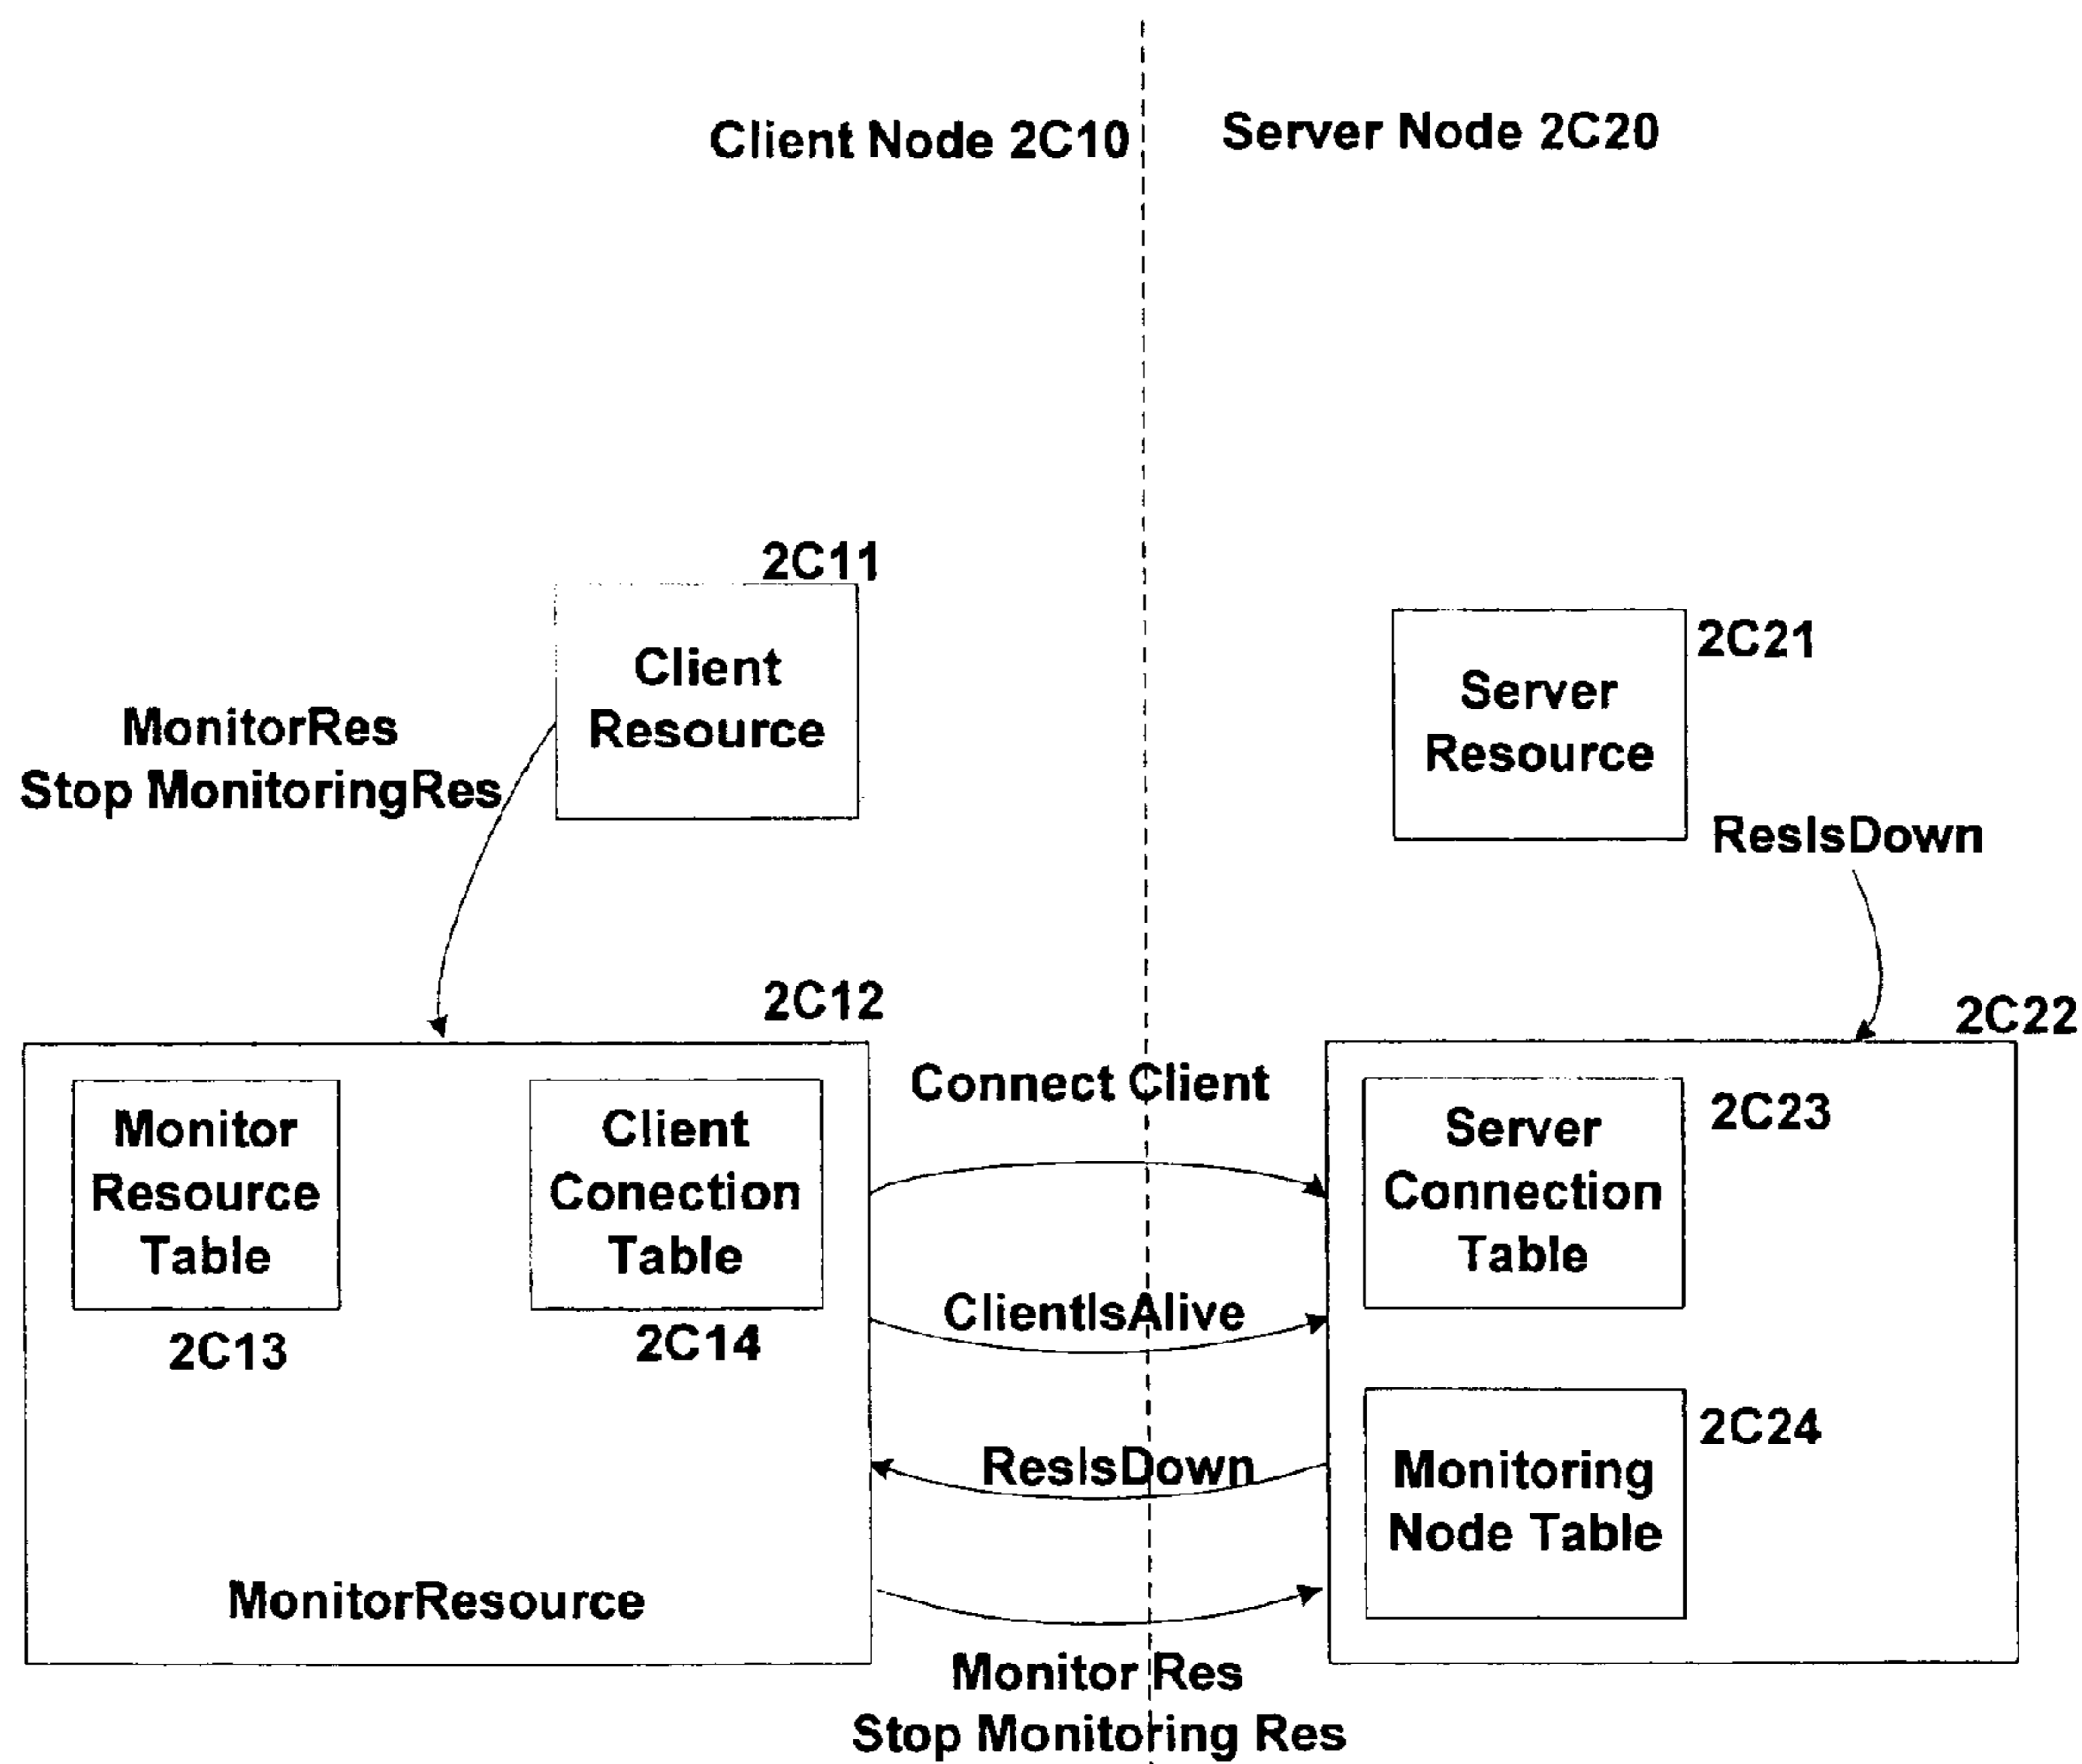 Client Node 2C10
Server Node 2C20
2C11
Client
Resource
MonitorRes
Stop MonitoringRes
2C21
Server
Resource
ResIsDown
2C12
2C22
Monitor
Resource
Table
2C13
Client
Conection
Table
2C14
MonitorResource
Connect Client
ClientIsAlive
ResIsDown
Monitor Res
Stop Monitoring Res
Server
Connection
Table
2C23
Monitoring
Node Table
2C24